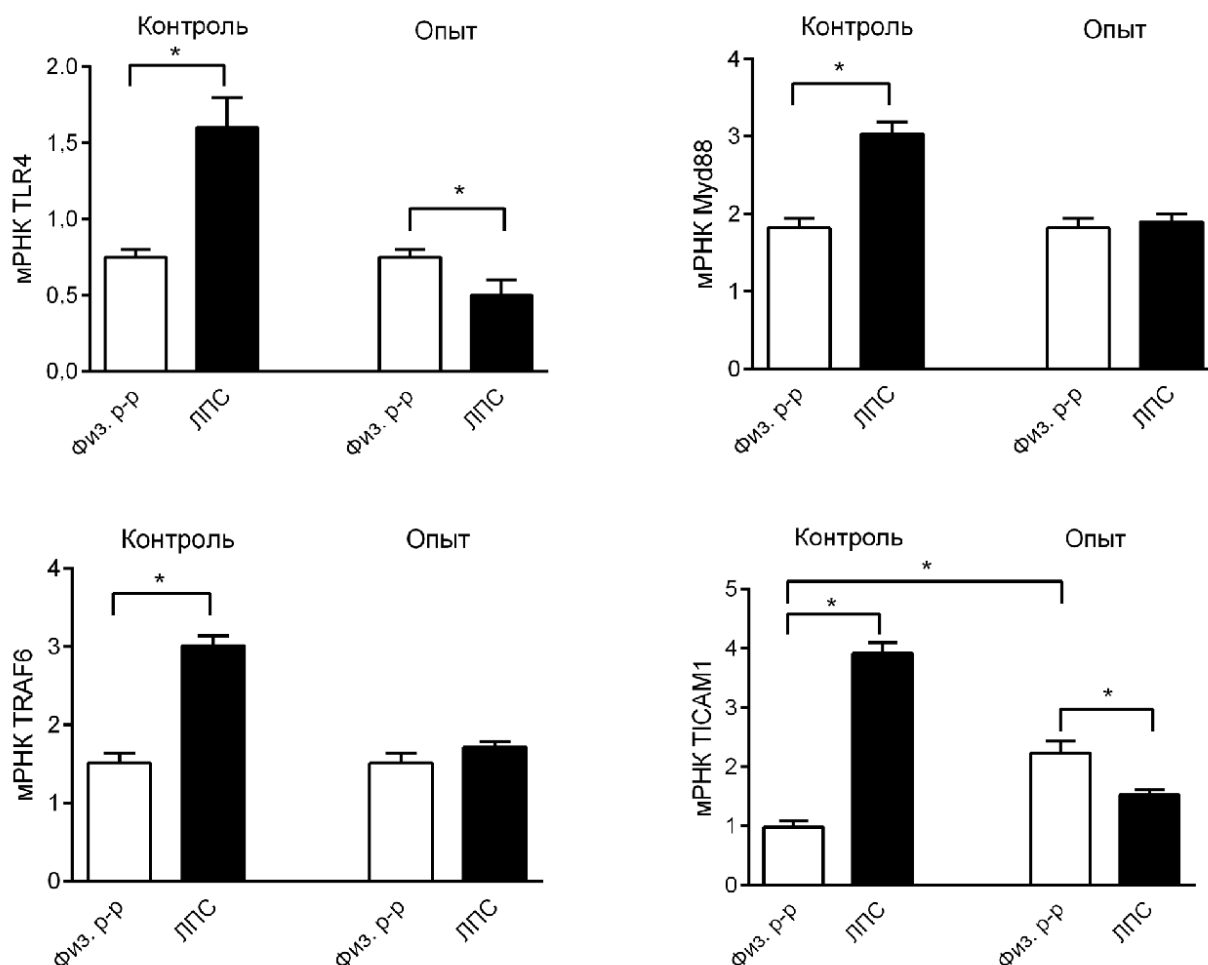 Контроль Опыт
*
*
2.0
1,5
1.0
0.5
0,0
мРНК TLR4
Физ. р-р ЛПС Физ. р-р ЛПС
Контроль Опыт
*
4
3
2
1
0
мРНК Myd88
Физ. р-р ЛПС Физ. р-р ЛПС
Контроль Опыт
*
4
3
2
1
0
мРНК TRAF6
Физ. р-р ЛПС Физ. р-р ЛПС
Контроль Опыт
*
*
*
5
4
3
2
1
0
мРНК TICAM1
Физ. р-р ЛПС Физ. р-р ЛПС